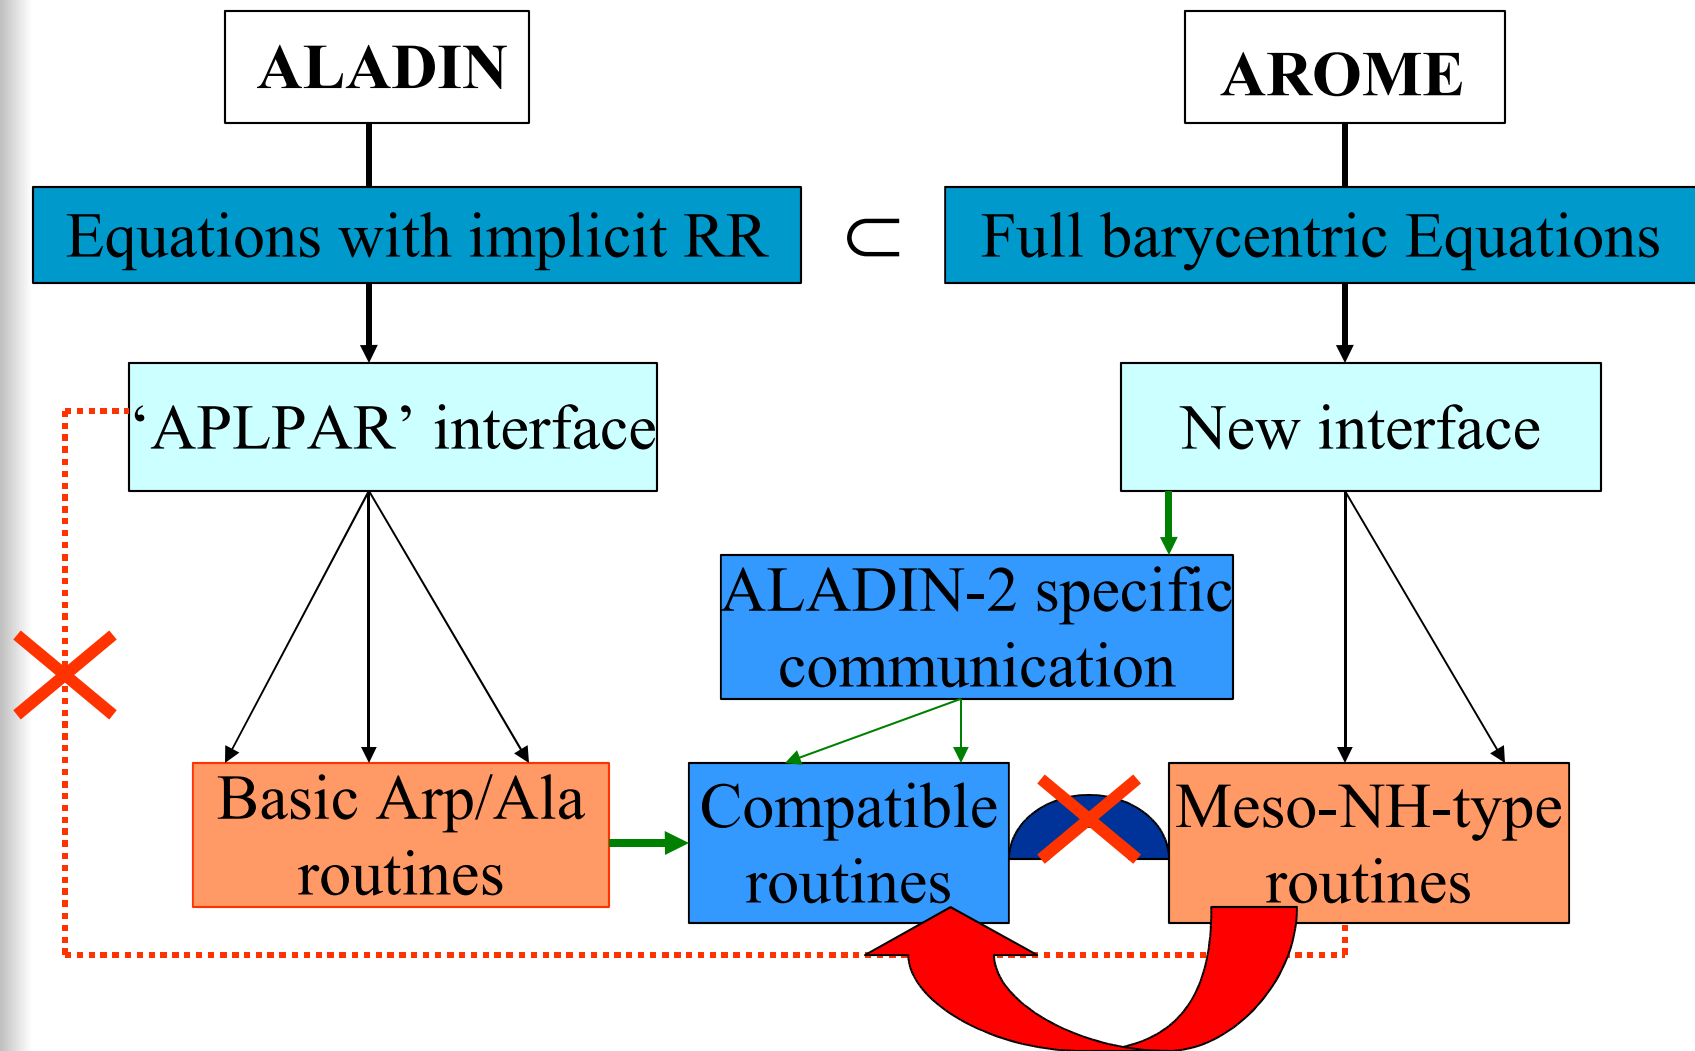 ALADIN
AROME
Equations with implicit RR
⊂
Full barycentric Equations
‘APLPAR’ interface
New interface
ALADIN-2 specific
communication
Basic Arp/Ala
routines
Compatible
routines
Meso-NH-type
routines